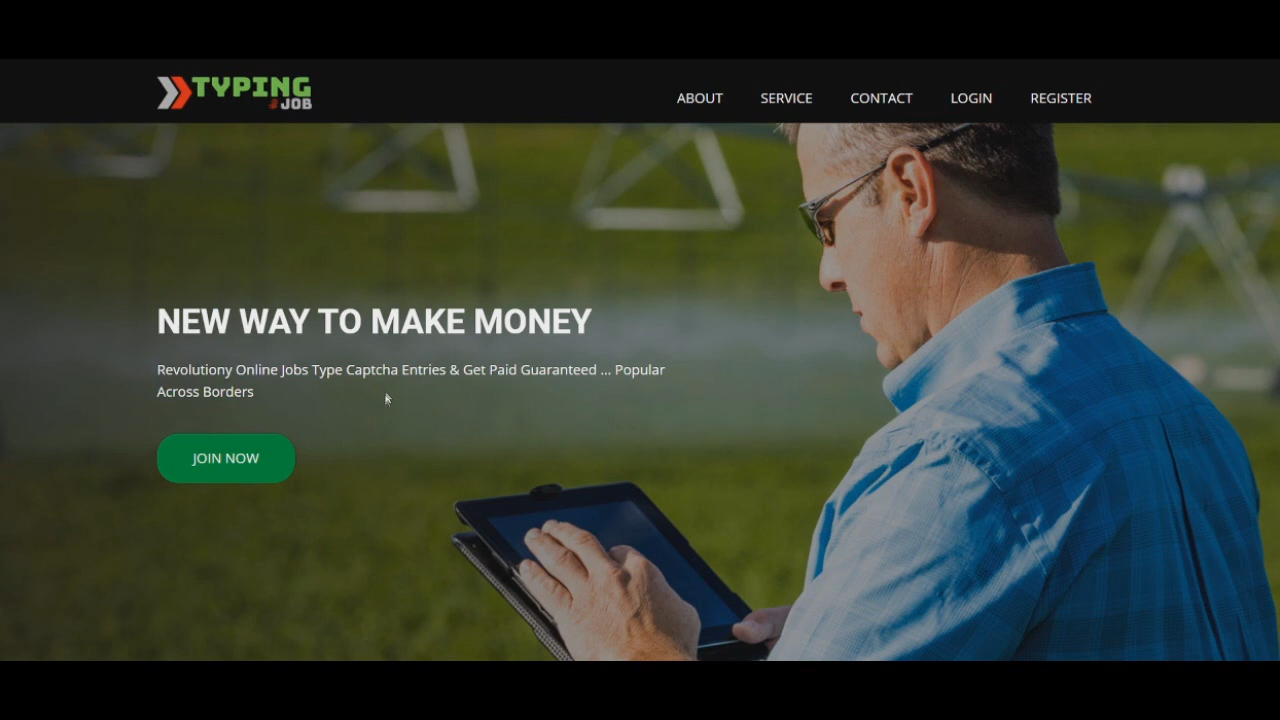 TYPING
JOB
ABOUT SERVICE CONTACT LOGIN REGISTER
NEW WAY TO MAKE MONEY
Revolutiony Online Jobs Type Captcha Entries & Get Paid Guaranteed ... Popular
Across Borders
JOIN NOW